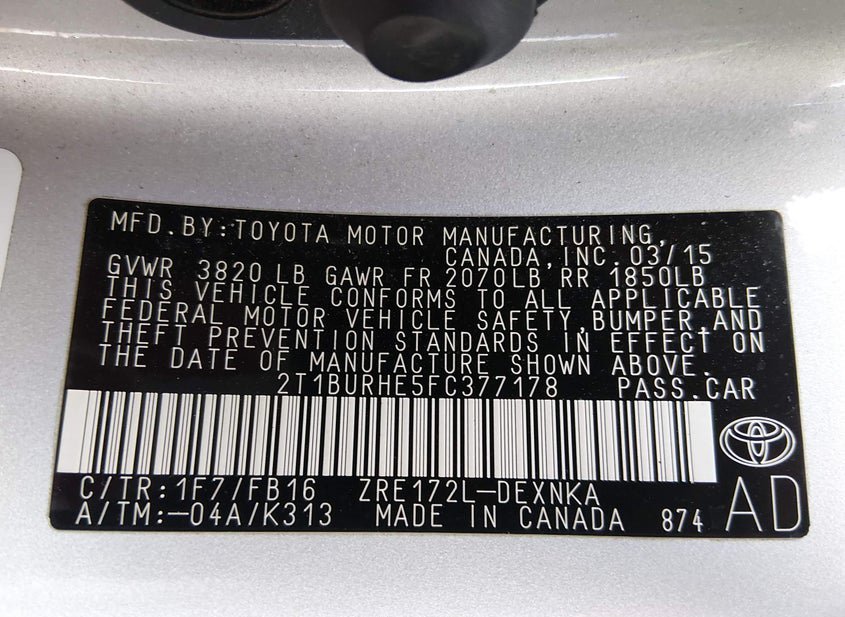 MFD.BY:TOYOTA MOTOR MANUFACTURING,
CANADA,INC. 03/15
GVWR 3820 LB GAWR FR 2070LB RR 1850LB
THIS VEHICLE CONFORMS TO ALL APPLICABLE
FEDERAL MOTOR VEHICLE SAFETY,BUMPER,AND
THEFT PREVENTION STANDARDS IN EFFECT ON
THE DATE OF MANUFACTURE SHOWN ABOVE.
2T1BURHE5FC377178 PASS.CAR
C/TR:1F7/FB16 ZRE172L-DEXNKA
A/TM:-04A/K313 MADE IN CANADA 874 AD